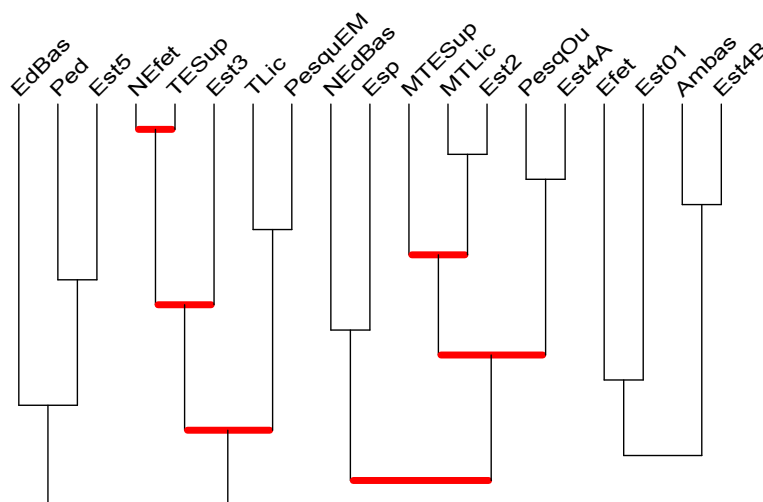 EdBas
Ped
Est5
NEfet
TESup
Est3
TLic
PesquEM
NEdBas
Esp
MTESup
MTLic
Est2
PesqOu
Est4A
Efet
Est01
Ambas
Est4B